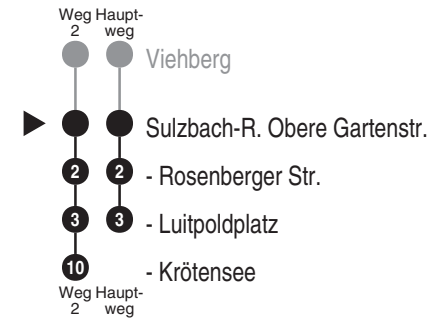 Weg Haupt-
2 weg
Viehberg
Sulzbach-R. Obere Gartenstr.
2 2 - Rosenberger Str.
3 3 - Luitpoldplatz
10 - Krötensee
Weg Haupt-
2 weg